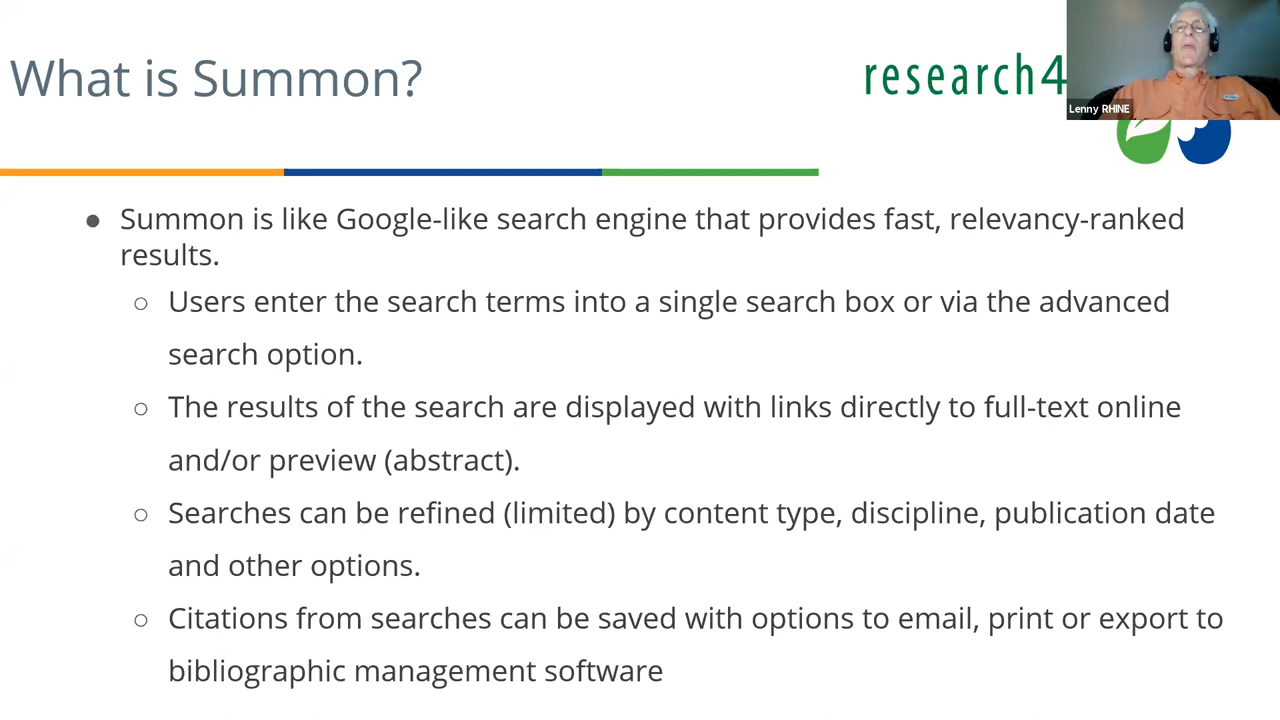 What is Summon?
research4
Lenny RHINE
● Summon is like Google-like search engine that provides fast, relevancy-ranked
results.
○ Users enter the search terms into a single search box or via the advanced
search option.
○ The results of the search are displayed with links directly to full-text online
and/or preview (abstract).
○ Searches can be refined (limited) by content type, discipline, publication date
and other options.
○ Citations from searches can be saved with options to email, print or export to
bibliographic management software